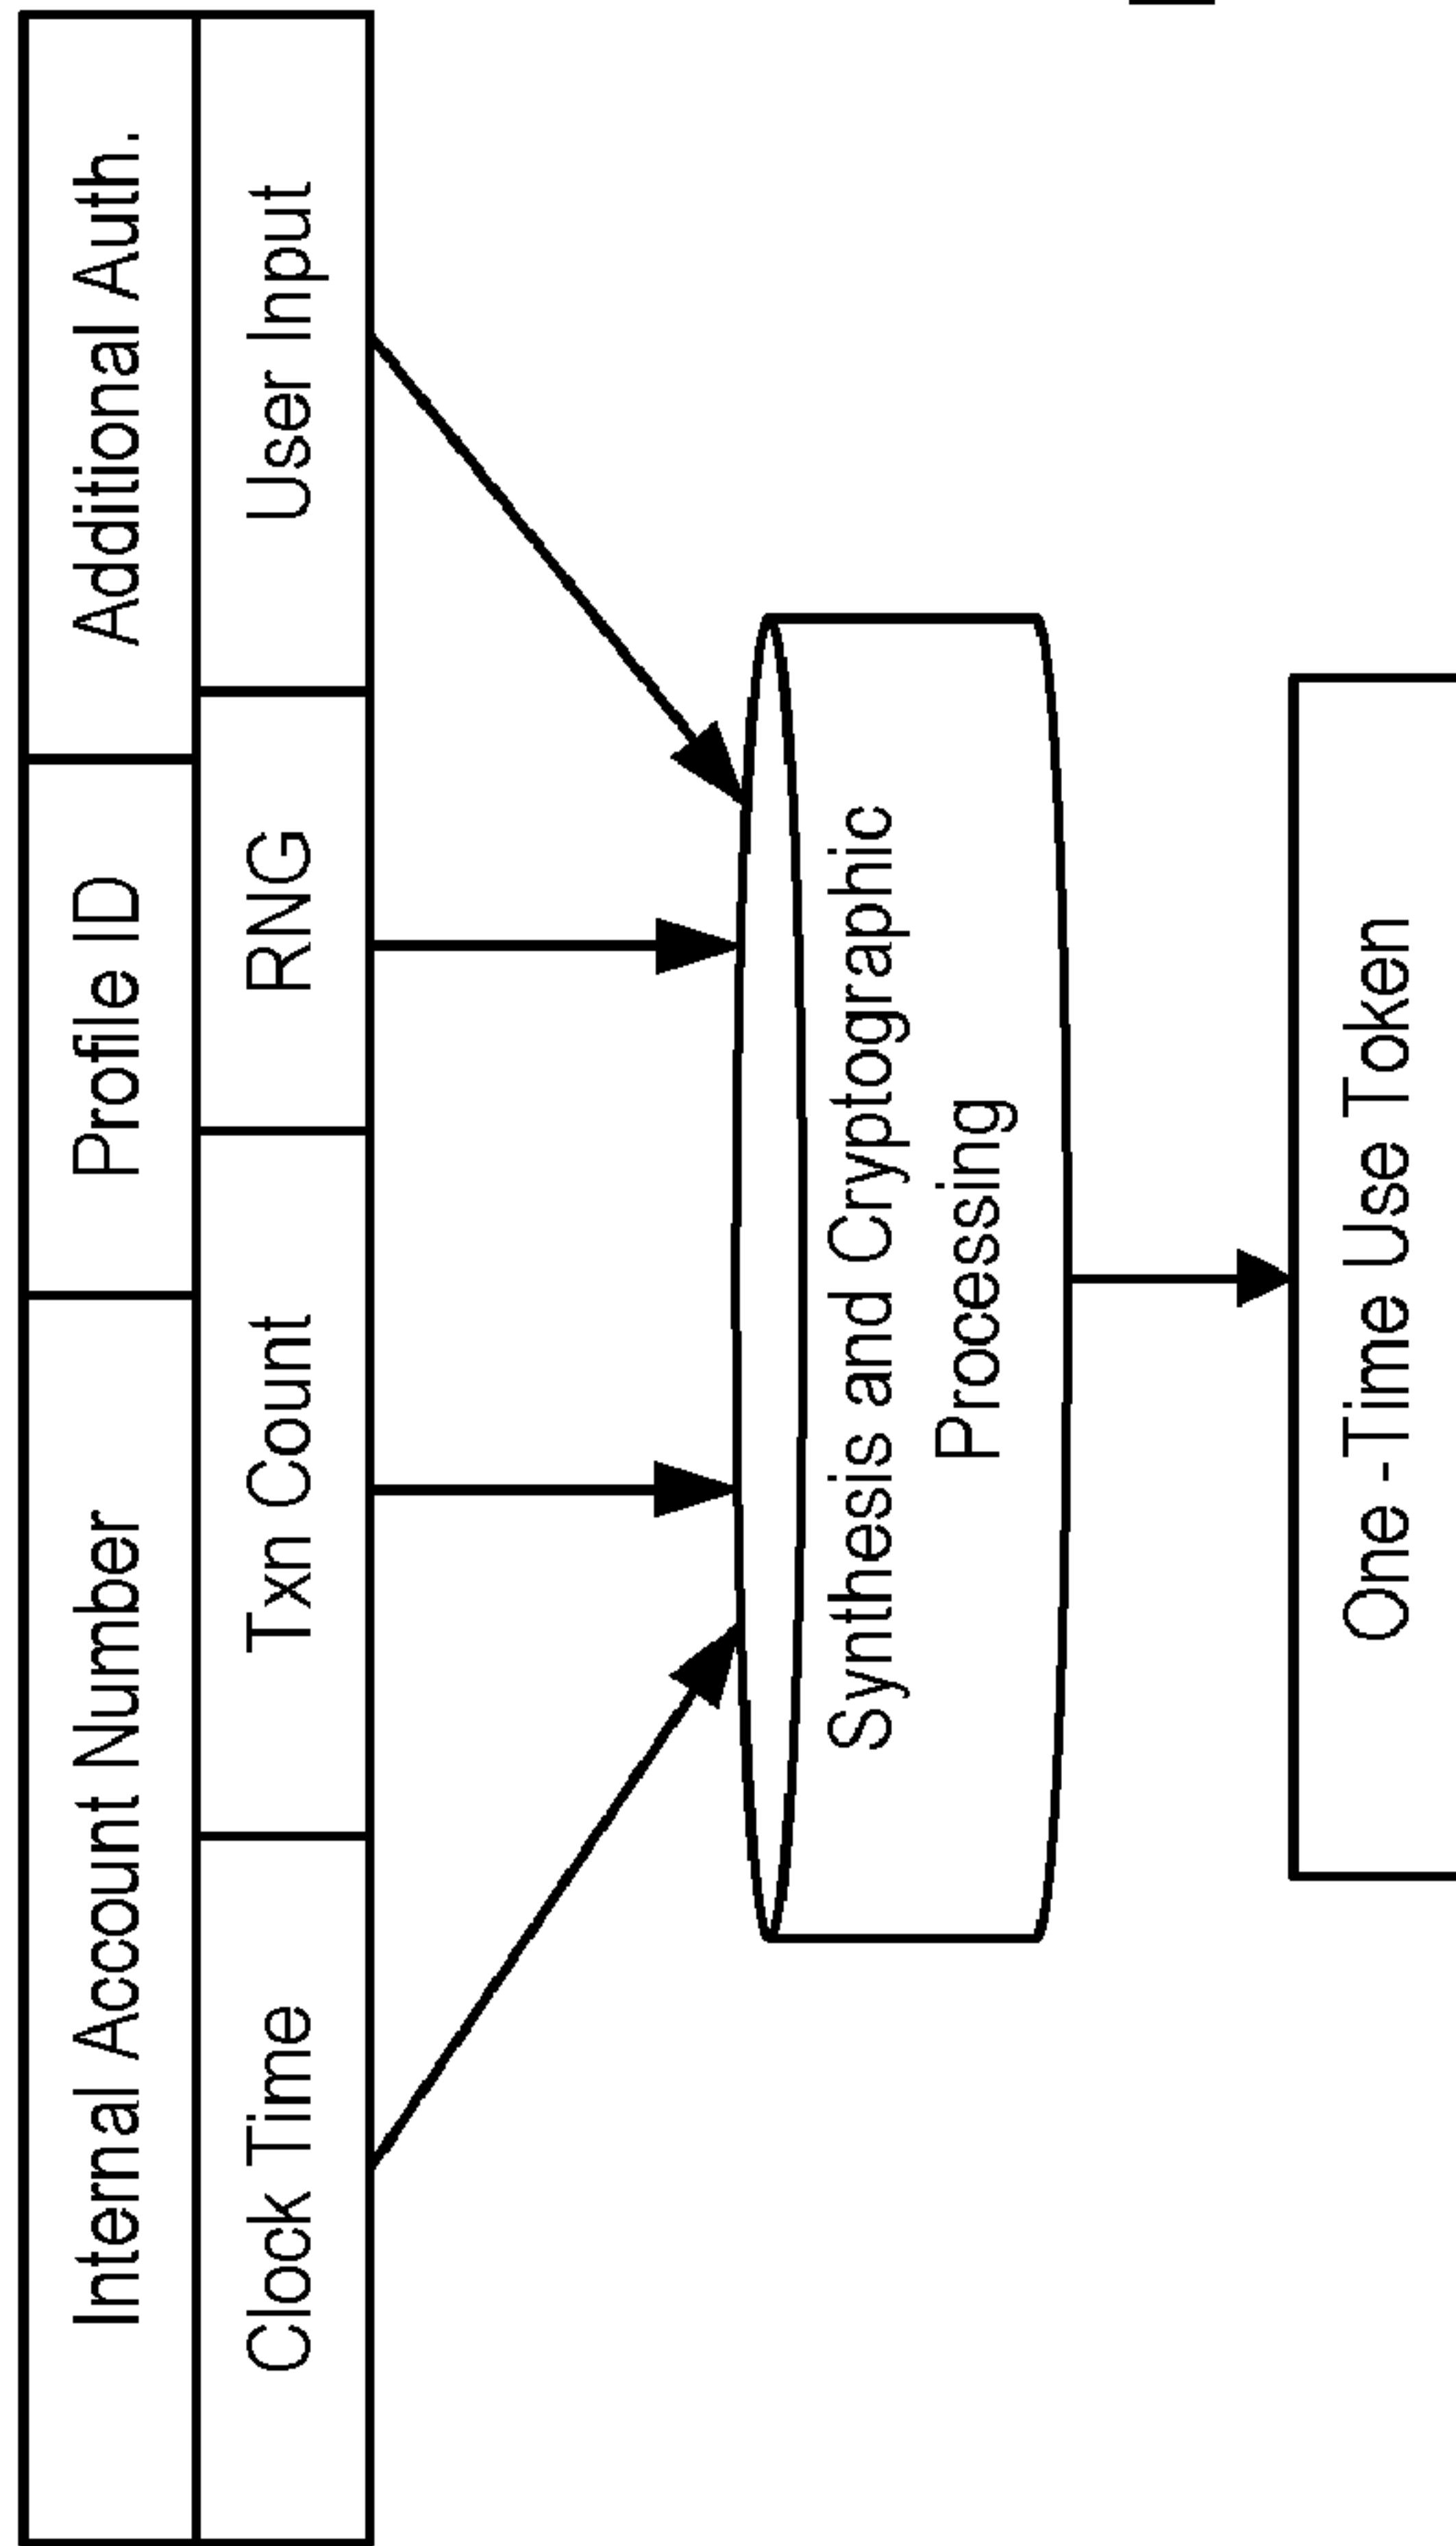 Internal Account Number
Profile ID
Additional Auth.
Clock Time
Txn Count
RNG
User Input
Synthesis and Cryptographic
Processing
One -Time Use Token